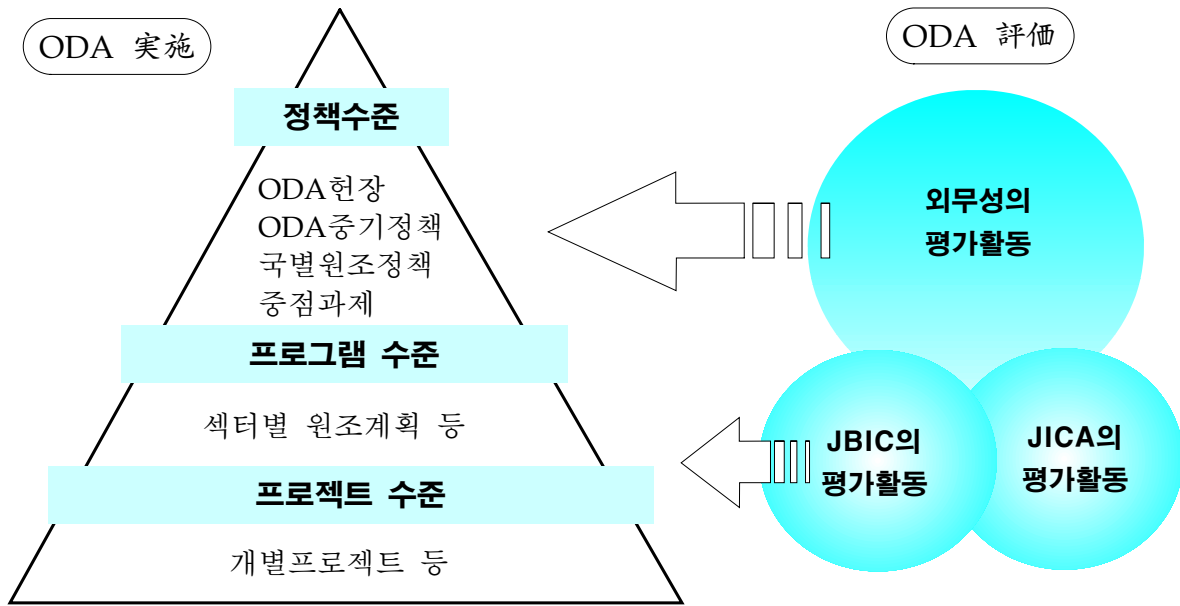 ODA 実施
정책수준
ODA헌장
ODA중기정책
국별원조정책
중점과제
프로그램 수준
섹터별 원조계획 등
프로젝트 수준
개별프로젝트 등
ODA 評価
외무성의
평가활동
JBIC의
평가활동
JICA의
평가활동